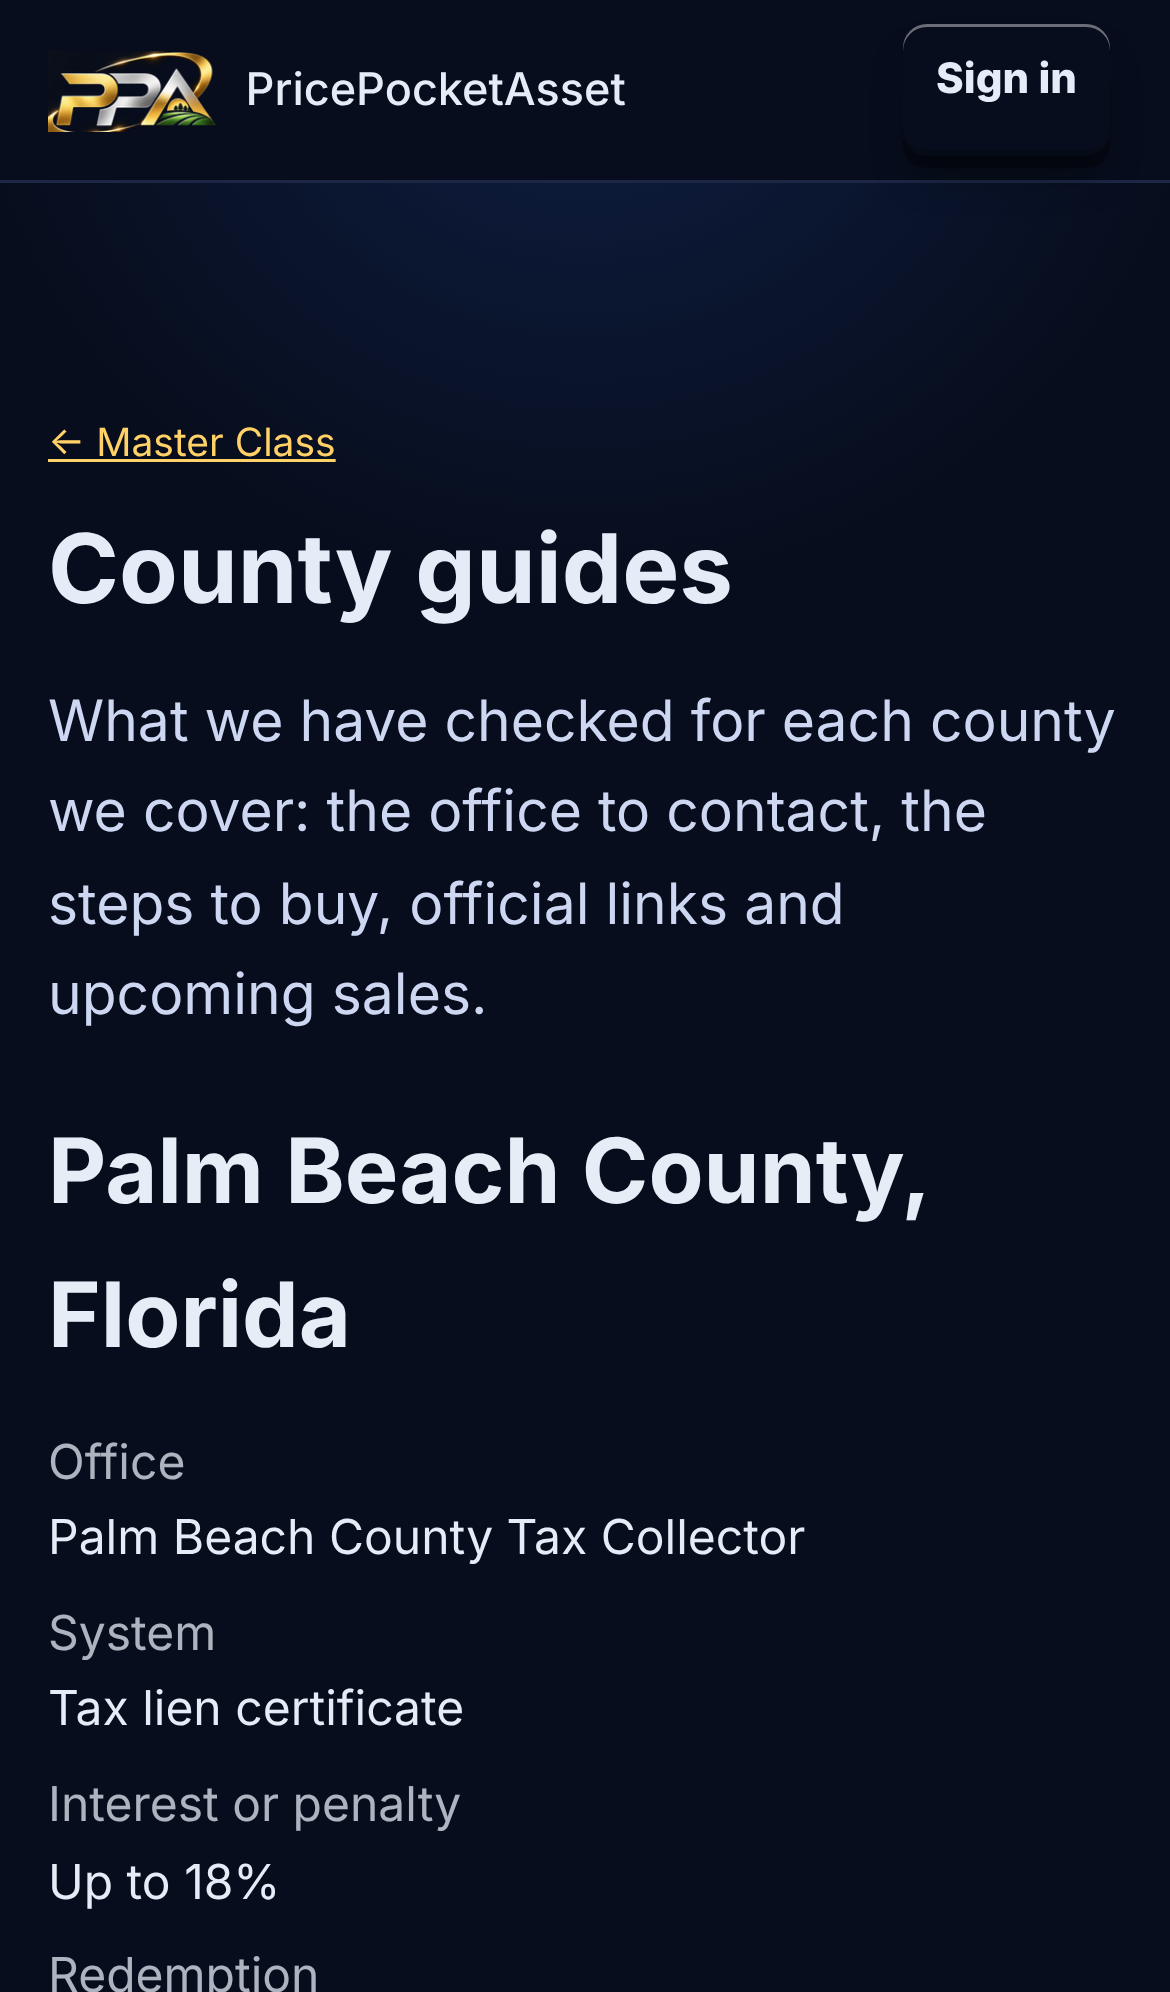 PPA PricePocketAsset Sign in
← Master Class
County guides
What we have checked for each county
we cover: the office to contact, the
steps to buy, official links and
upcoming sales.
Palm Beach County,
Florida
Office
Palm Beach County Tax Collector
System
Tax lien certificate
Interest or penalty
Up to 18%
Redemption